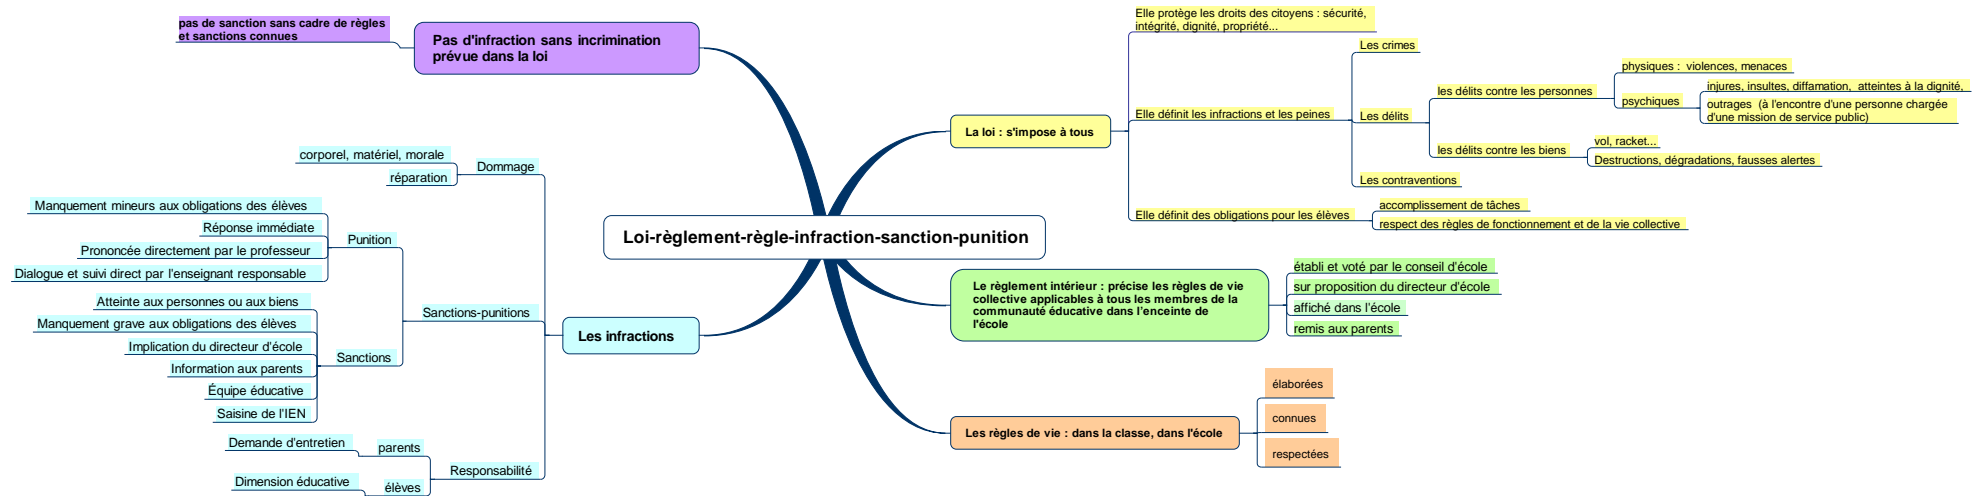 pas de sanction sans cadre de règles
et sanctions connues
Pas d'infraction sans incrimination
prévue dans la loi
Loi-règlement-règle-infraction-sanction-punition
La loi : s'impose à tous
Elle protège les droits des citoyens : sécurité,
intégrité, dignité, propriété...
Elle définit les infractions et les peines
Les crimes
Les délits
les délits contre les personnes
physiques : violences, menaces
psychiques
injures, insultes, diffamation, atteintes à la dignité,
outrages (à l'encontre d'une personne chargée
d'une mission de service public)
les délits contre les biens
vol, racket...
Destructions, dégradations, fausses alertes
Les contraventions
Elle définit des obligations pour les élèves
accomplissement de tâches
respect des règles de fonctionnement et de la vie collective
Le règlement intérieur : précise les règles de vie
collective applicables à tous les membres de la
communauté éducative dans l'enceinte de
l'école
établi et voté par le conseil d'école
sur proposition du directeur d'école
affiché dans l'école
remis aux parents
Les règles de vie : dans la classe, dans l'école
élaborées
connues
respectées
Les infractions
Dommage
corporel, matériel, morale
réparation
Sanctions-punitions
Punition
Manquement mineurs aux obligations des élèves
Réponse immédiate
Prononcée directement par le professeur
Dialogue et suivi direct par l'enseignant responsable
Sanctions
Atteinte aux personnes ou aux biens
Manquement grave aux obligations des élèves
Implication du directeur d'école
Information aux parents
Équipe éducative
Saisine de l'IEN
Responsabilité
parents
Demande d'entretien
élèves
Dimension éducative